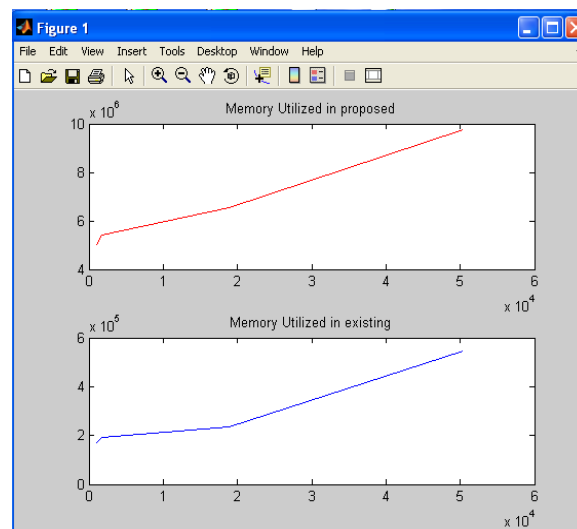 Figure 1
File Edit View Insert Tools Desktop Window Help
x 10^6
Memory Utilized in proposed
10
8
6
4
0 1 2 3 4 5 6
x 10^4
x 10^5
Memory Utilized in existing
6
4
2
0
0 1 2 3 4 5 6
x 10^4